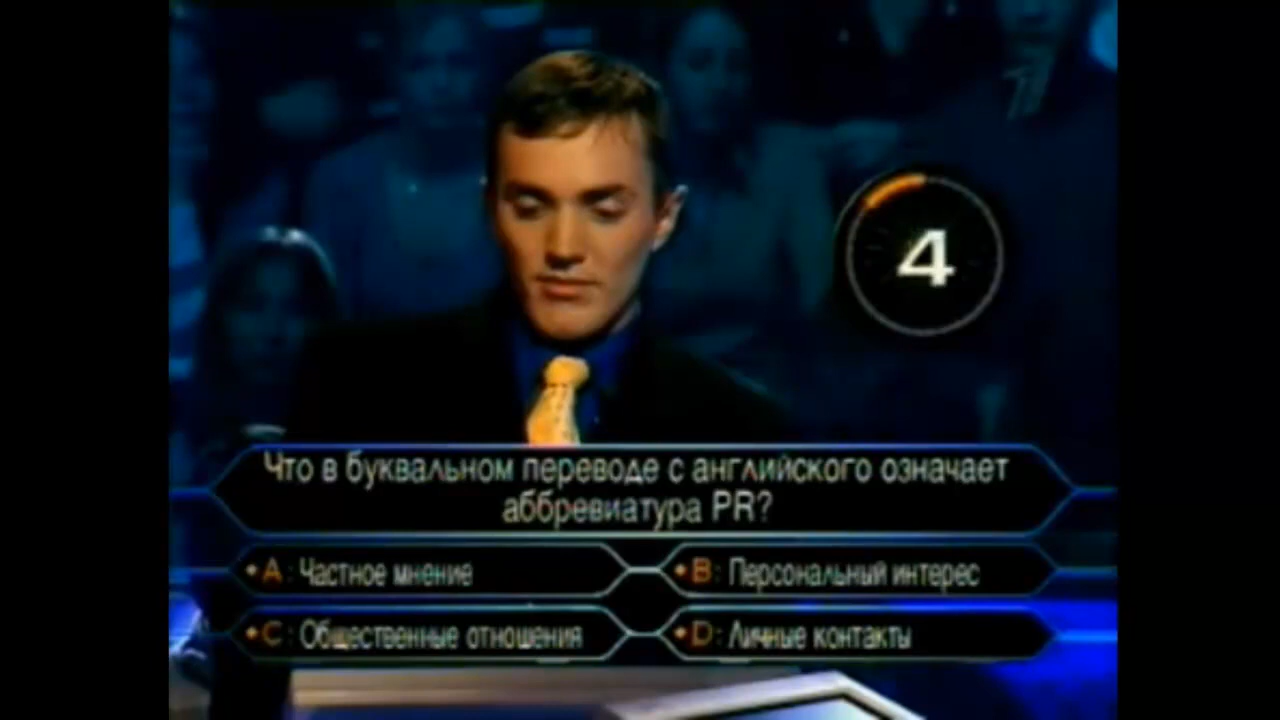 4
Что в буквальном переводе с английского означает
аббревиатура PR?
A: Частное мнение
B: Персональный интерес
C: Общественные отношения
D: Личные контакты